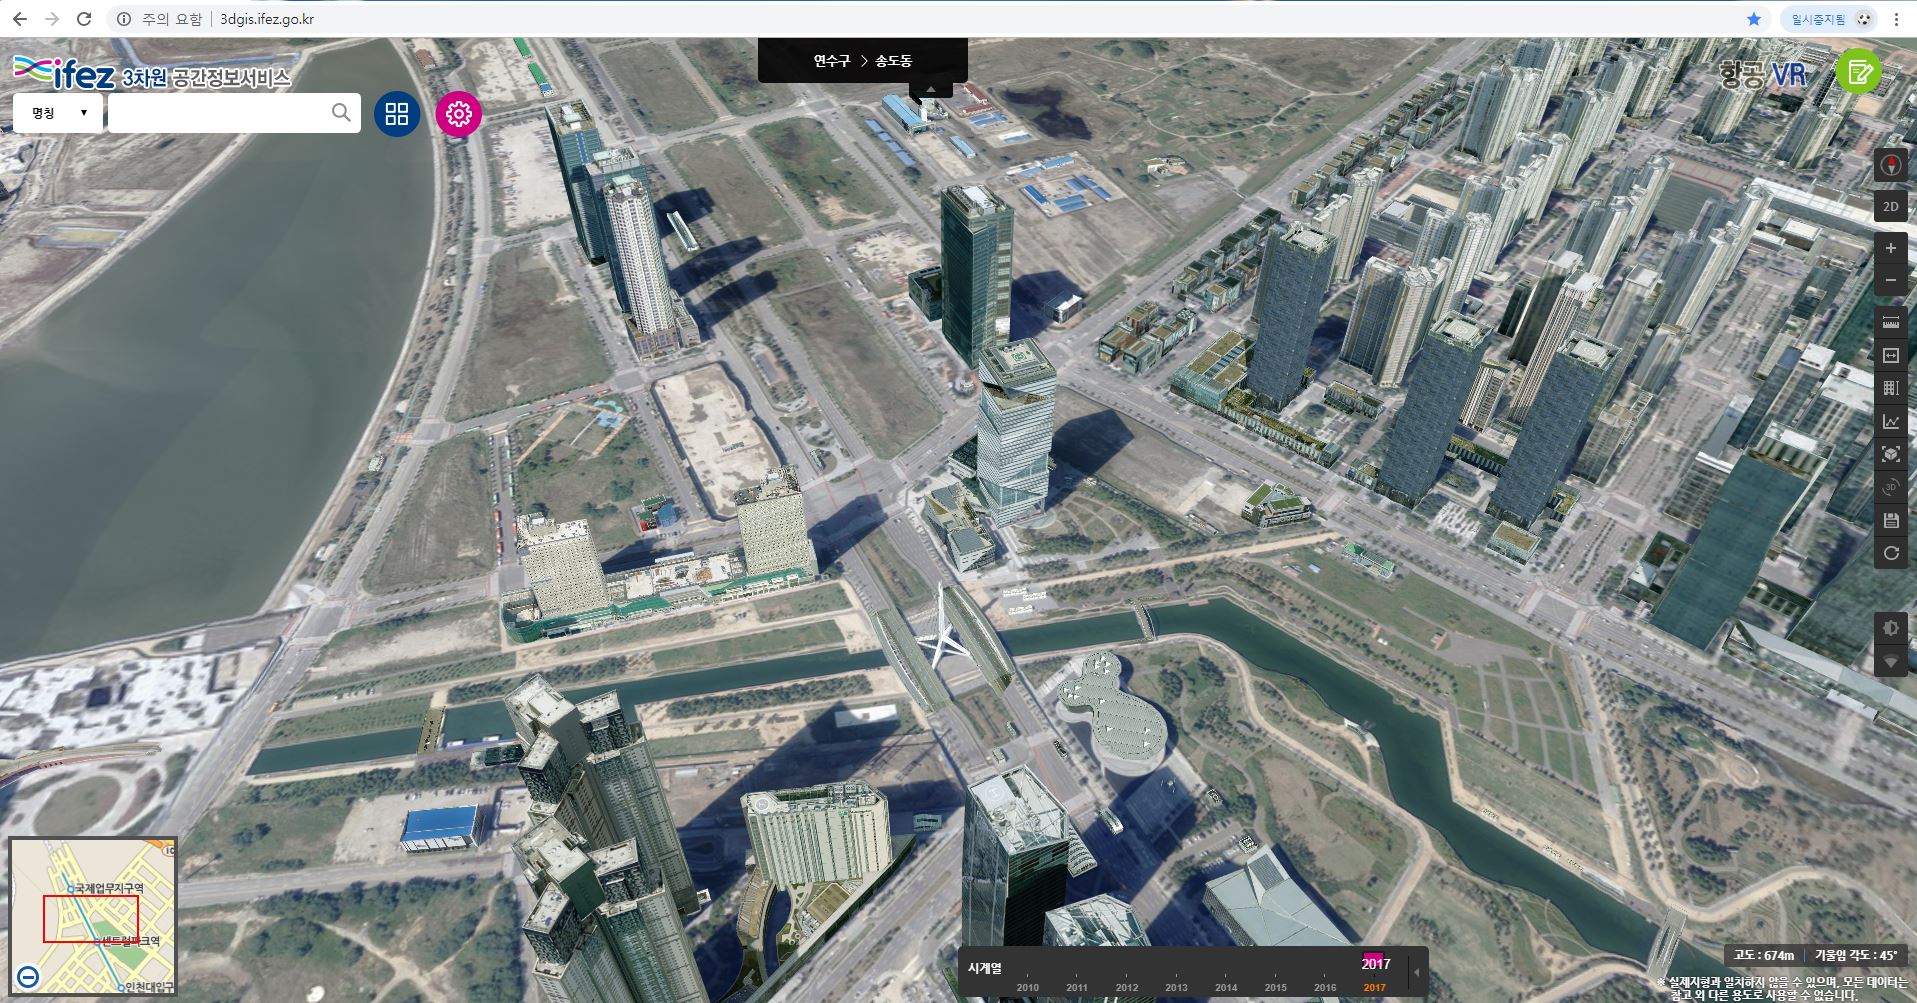 주의 요함 3dgis.ifez.go.kr
일시중지됨
연수구 > 송도동
ifez 3차원 공간정보서비스
항공 VR
명칭
2D
3D
국제업무지구역
센트럴파크역
인천대입구
시계열
2017
2010 2011 2012 2013 2014 2015 2016 2017
고도 : 674m 기울임 각도 : 45°
※ 실제지형과 일치하지 않을 수 있으며, 모든 데이터는
참고 외 다른 용도로 사용할 수 없습니다.